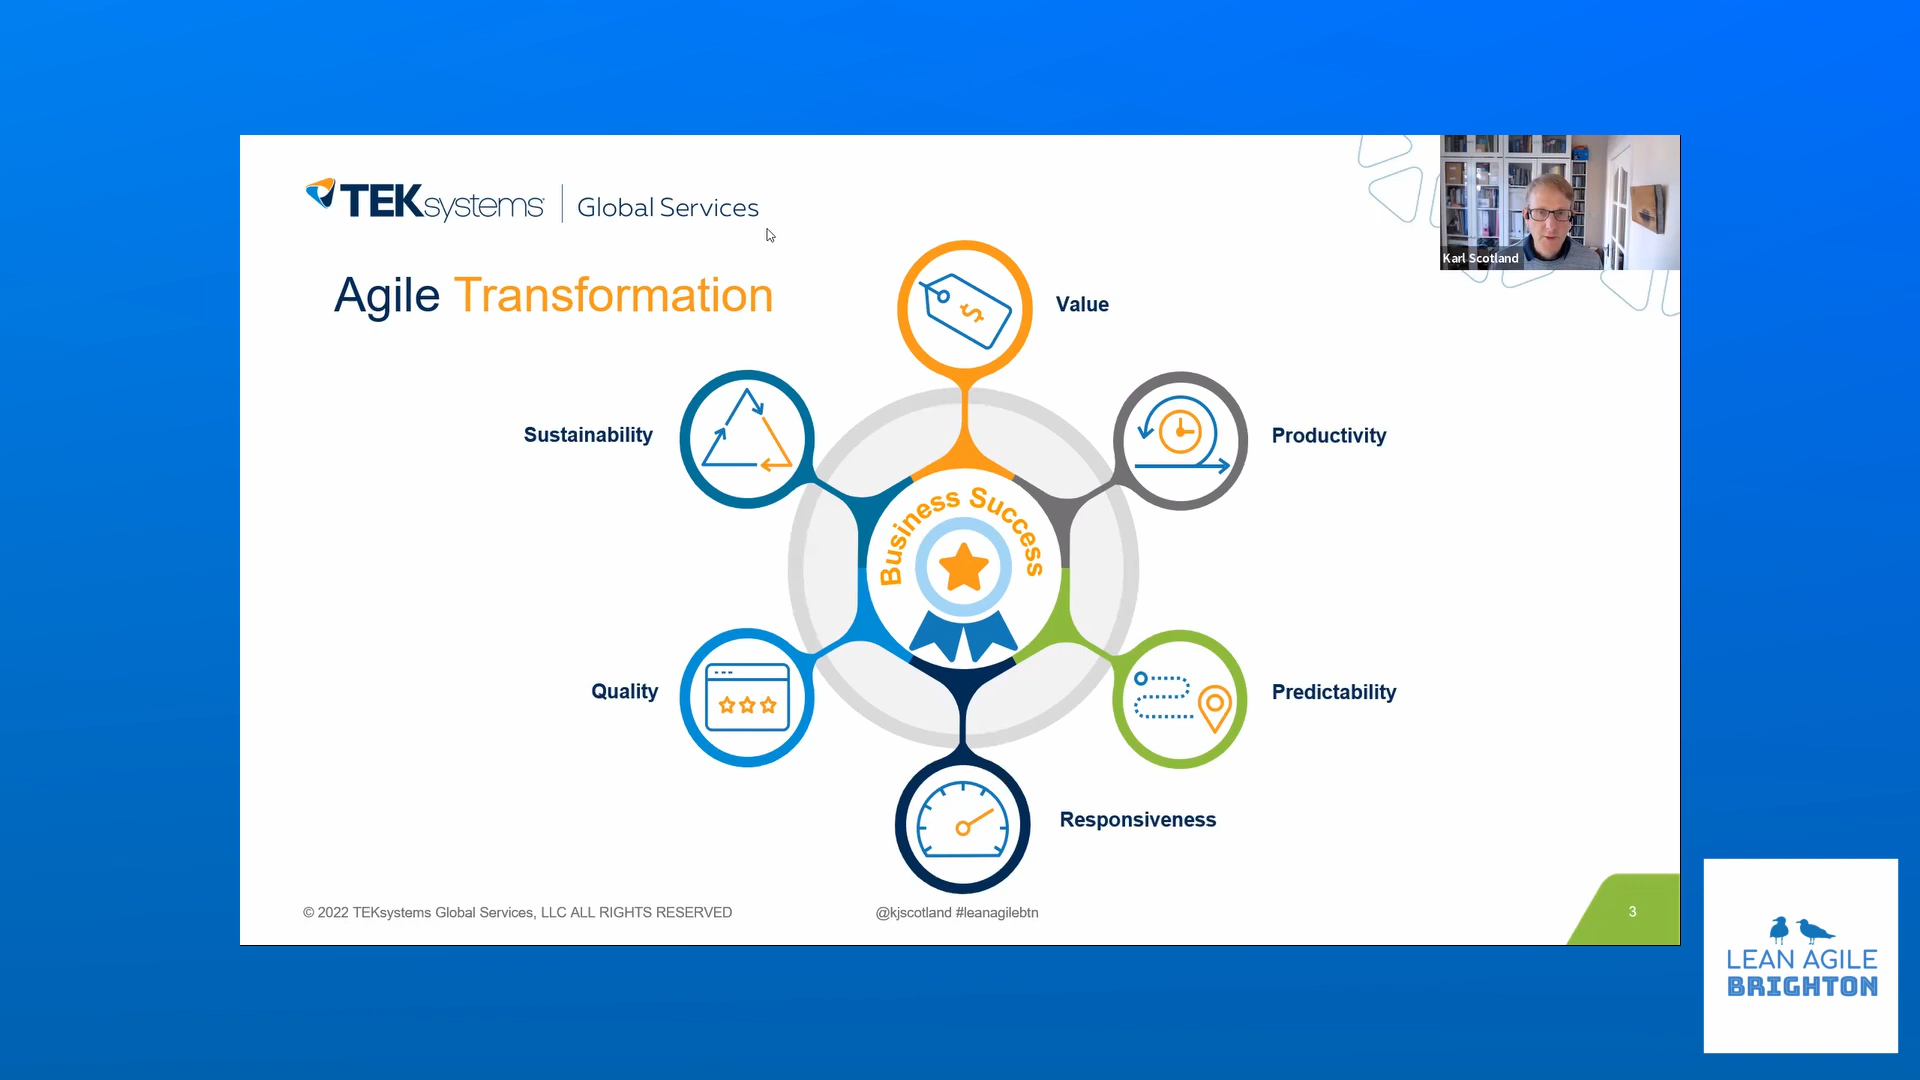 TEKsystems | Global Services
Karl Scotland
Agile Transformation
Value
Sustainability
Productivity
Business Success
$
Quality
Predictability
Responsiveness
© 2022 TEKsystems Global Services, LLC ALL RIGHTS RESERVED
@kjscotland #leanagilebtn
3
LEAN AGILE
BRIGHTON